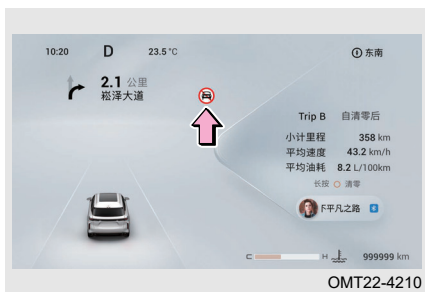 10:20 D 23.5 °C 东南
2.1 公里
崧泽大道
Trip B 自清零后
小计里程 358 km
平均速度 43.2 km/h
平均油耗 8.2 L/100km
长按 清零
下平凡之路
C H 999999 km
OMT22-4210